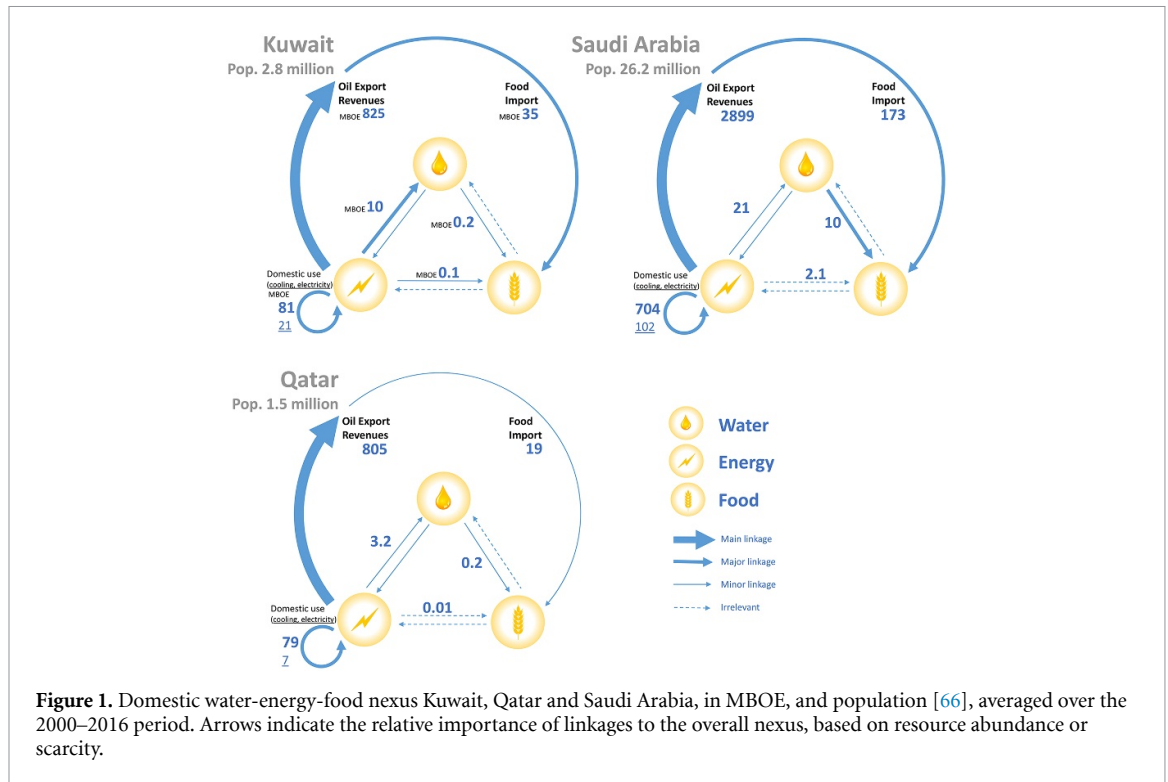 Kuwait
Pop. 2.8 million
Oil Export
Revenues
MBOE 825
Food
Import
MBOE 35
MBOE 10
MBOE 0.2
MBOE 0.1
Domestic use
(cooling, electricity)
MBOE
81
21
Saudi Arabia
Pop. 26.2 million
Oil Export
Revenues
2899
Food
Import
173
21
10
2.1
Domestic use
(cooling, electricity)
704
102
Qatar
Pop. 1.5 million
Oil Export
Revenues
805
Food
Import
19
3.2
0.2
0.01
Domestic use
(cooling, electricity)
79
7
Water
Energy
Food
Main linkage
Major linkage
Minor linkage
Irrelevant
Figure 1. Domestic water-energy-food nexus Kuwait, Qatar and Saudi Arabia, in MBOE, and population [66], averaged over the
2000–2016 period. Arrows indicate the relative importance of linkages to the overall nexus, based on resource abundance or
scarcity.